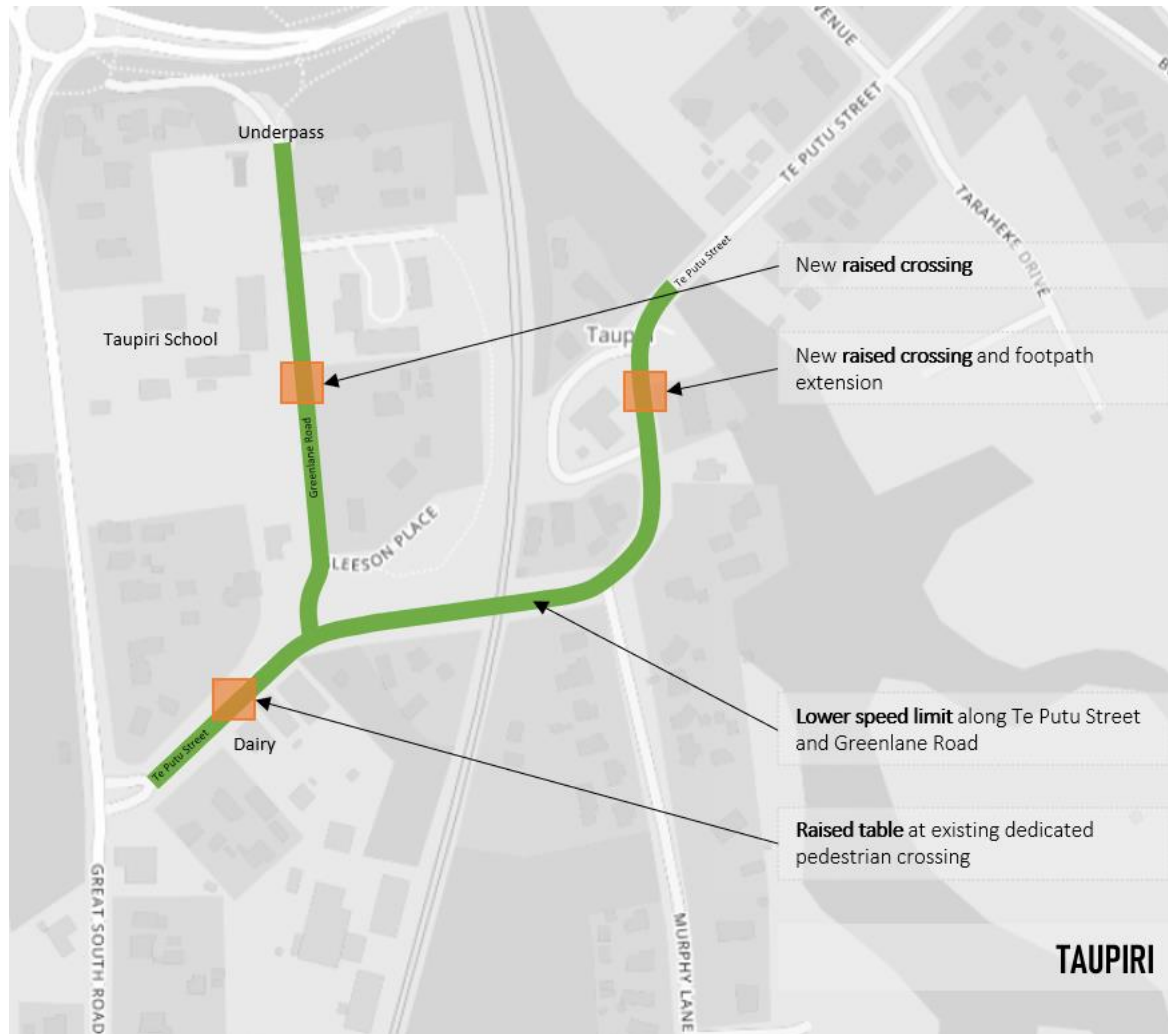 AVENUE
B
Underpass
TE PUTU STREET
TARAHEKE DRIVE
Te Putu Street
New raised crossing
Taupiri School
New raised crossing and footpath
extension
Greenlane Road
LEESON PLACE
Lower speed limit along Te Putu Street
and Greenlane Road
Te Putu Street
Dairy
Raised table at existing dedicated
pedestrian crossing
GREAT SOUTH ROAD
MURPHY LANE
TAUPIRI